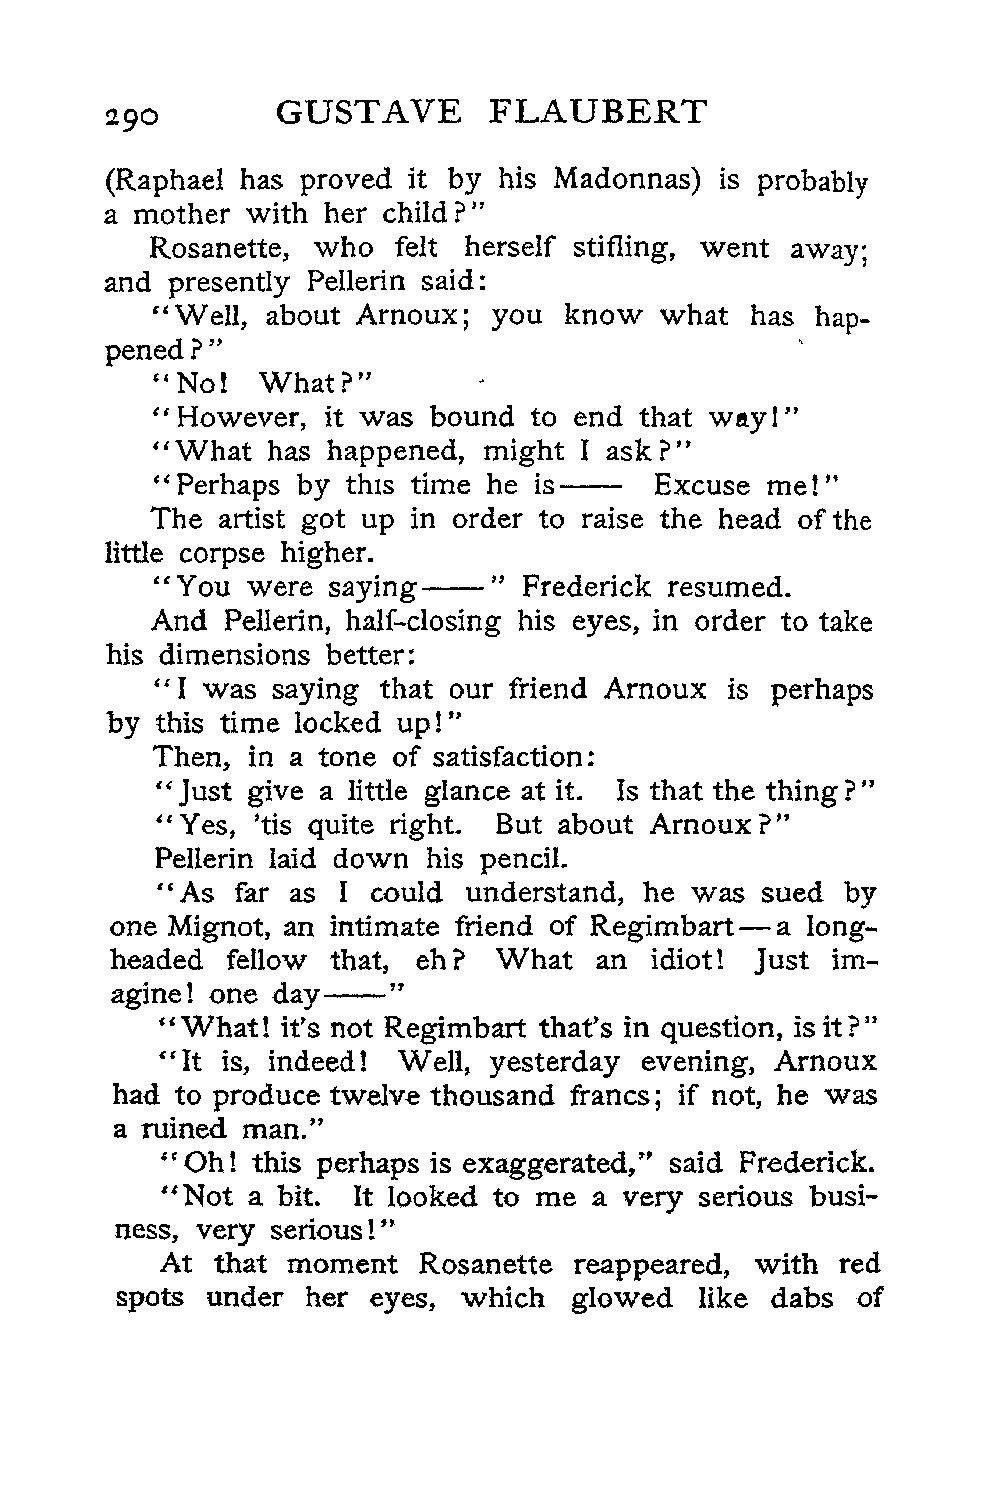 290 GUSTAVE FLAUBERT
(Raphael has proved it by his Madonnas) is probably
a mother with her child?"
Rosanette, who felt herself stifling, went away;
and presently Pellerin said:
"Well, about Arnoux; you know what has hap-
pened?"
"No! What?"
"However, it was bound to end that way!"
"What has happened, might I ask?"
"Perhaps by this time he is—— Excuse me!"
The artist got up in order to raise the head of the
little corpse higher.
"You were saying——" Frederick resumed.
And Pellerin, half-closing his eyes, in order to take
his dimensions better:
"I was saying that our friend Arnoux is perhaps
by this time locked up!"
Then, in a tone of satisfaction:
"Just give a little glance at it. Is that the thing?"
"Yes, 'tis quite right. But about Arnoux?"
Pellerin laid down his pencil.
"As far as I could understand, he was sued by
one Mignot, an intimate friend of Regimbart—a long-
headed fellow that, eh? What an idiot! Just im-
agine! one day——"
"What! it's not Regimbart that's in question, is it?"
"It is, indeed! Well, yesterday evening, Arnoux
had to produce twelve thousand francs; if not, he was
a ruined man."
"Oh! this perhaps is exaggerated," said Frederick.
"Not a bit. It looked to me a very serious busi-
ness, very serious!"
At that moment Rosanette reappeared, with red
spots under her eyes, which glowed like dabs of